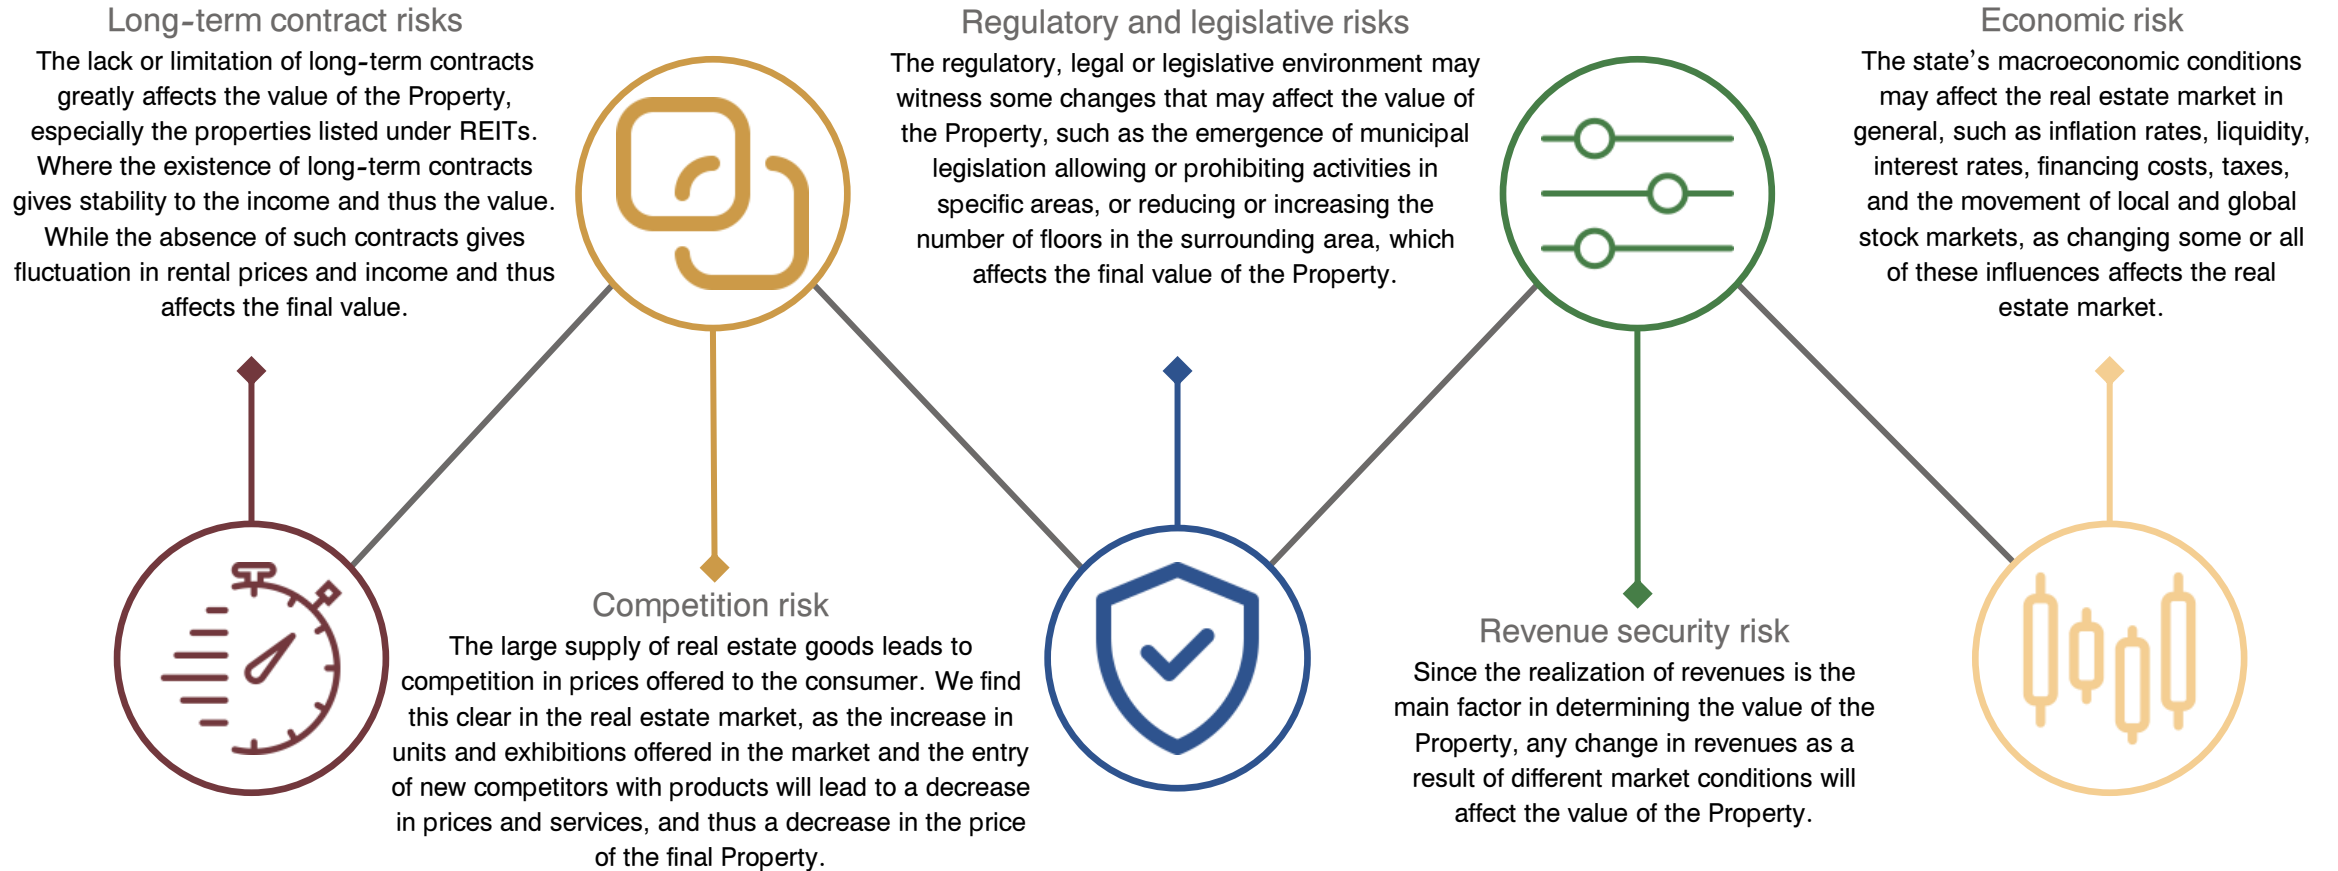 Long-term contract risks
The lack or limitation of long-term contracts
greatly affects the value of the Property,
especially the properties listed under REITs.
Where the existence of long-term contracts
gives stability to the income and thus the value.
While the absence of such contracts gives
fluctuation in rental prices and income and thus
affects the final value.
Competition risk
The large supply of real estate goods leads to
competition in prices offered to the consumer. We find
this clear in the real estate market, as the increase in
units and exhibitions offered in the market and the entry
of new competitors with products will lead to a decrease
in prices and services, and thus a decrease in the price
of the final Property.
Regulatory and legislative risks
The regulatory, legal or legislative environment may
witness some changes that may affect the value of
the Property, such as the emergence of municipal
legislation allowing or prohibiting activities in
specific areas, or reducing or increasing the
number of floors in the surrounding area, which
affects the final value of the Property.
Revenue security risk
Since the realization of revenues is the
main factor in determining the value of the
Property, any change in revenues as a
result of different market conditions will
affect the value of the Property.
Economic risk
The state’s macroeconomic conditions
may affect the real estate market in
general, such as inflation rates, liquidity,
interest rates, financing costs, taxes,
and the movement of local and global
stock markets, as changing some or all
of these influences affects the real
estate market.